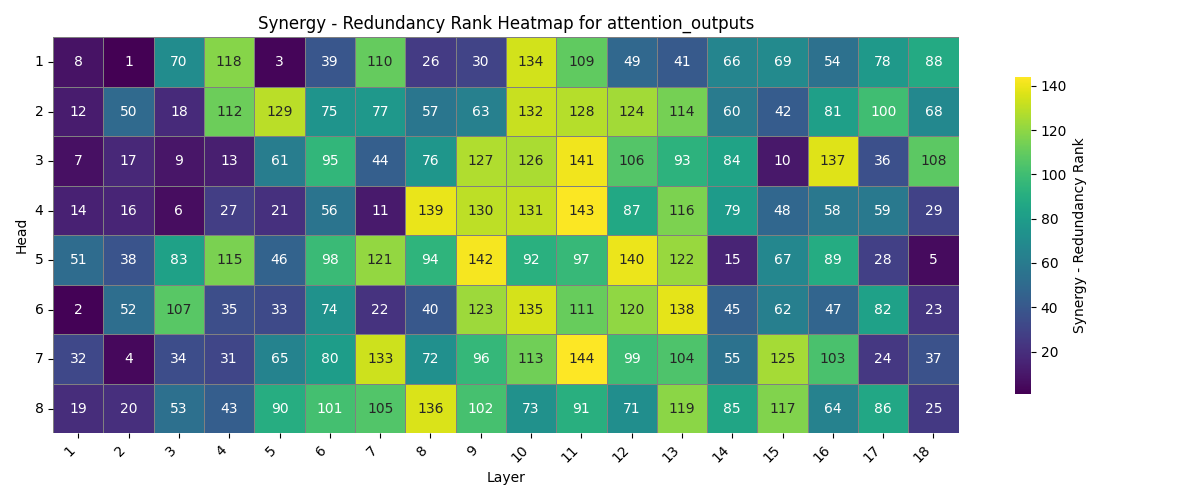 Synergy - Redundancy Rank Heatmap for attention_outputs
Head
1 8 1 70 118 3 39 110 26 30 134 109 49 41 66 69 54 78 88
2 12 50 18 112 129 75 77 57 63 132 128 124 114 60 42 81 100 68
3 7 17 9 13 61 95 44 76 127 126 141 106 93 84 10 137 36 108
4 14 16 6 27 21 56 11 139 130 131 143 87 116 79 48 58 59 29
5 51 38 83 115 46 98 121 94 142 92 97 140 122 15 67 89 28 5
6 2 52 107 35 33 74 22 40 123 135 111 120 138 45 62 47 82 23
7 32 4 34 31 65 80 133 72 96 113 144 99 104 55 125 103 24 37
8 19 20 53 43 90 101 105 136 102 73 91 71 119 85 117 64 86 25
1 2 3 4 5 6 7 8 9 10 11 12 13 14 15 16 17 18
Layer
140
120
100
80
60
40
20
Synergy - Redundancy Rank